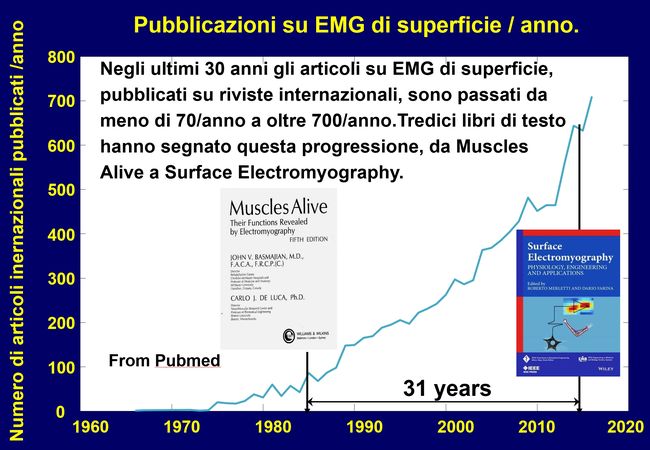 Pubblicazioni su EMG di superficie / anno.
Numero di articoli inernazionali pubblicati /anno
800
700
600
500
400
300
200
100
0
Negli ultimi 30 anni gli articoli su EMG di superficie,
pubblicati su riviste internazionali, sono passati da
meno di 70/anno a oltre 700/anno.Tredici libri di testo
hanno segnato questa progressione, da Muscles
Alive a Surface Electromyography.
Muscles Alive
Their Functions Revealed
by Electromyography
FIFTH EDITION
JOHN V. BASMAJIAN, M.D.,
F.A.C.A., F.R.C.P.(C.)
CARLO J. DE LUCA, Ph.D.
WILLIAMS & WILKINS
Surface
Electromyography
PHYSIOLOGY, ENGINEERING
AND APPLICATIONS
Edited by
ROBERTO MERLETTI AND DARIO FARINA
IEEE
IEEE PRESS
WILEY
From Pubmed
31 years
1960
1970
1980
1990
2000
2010
2020